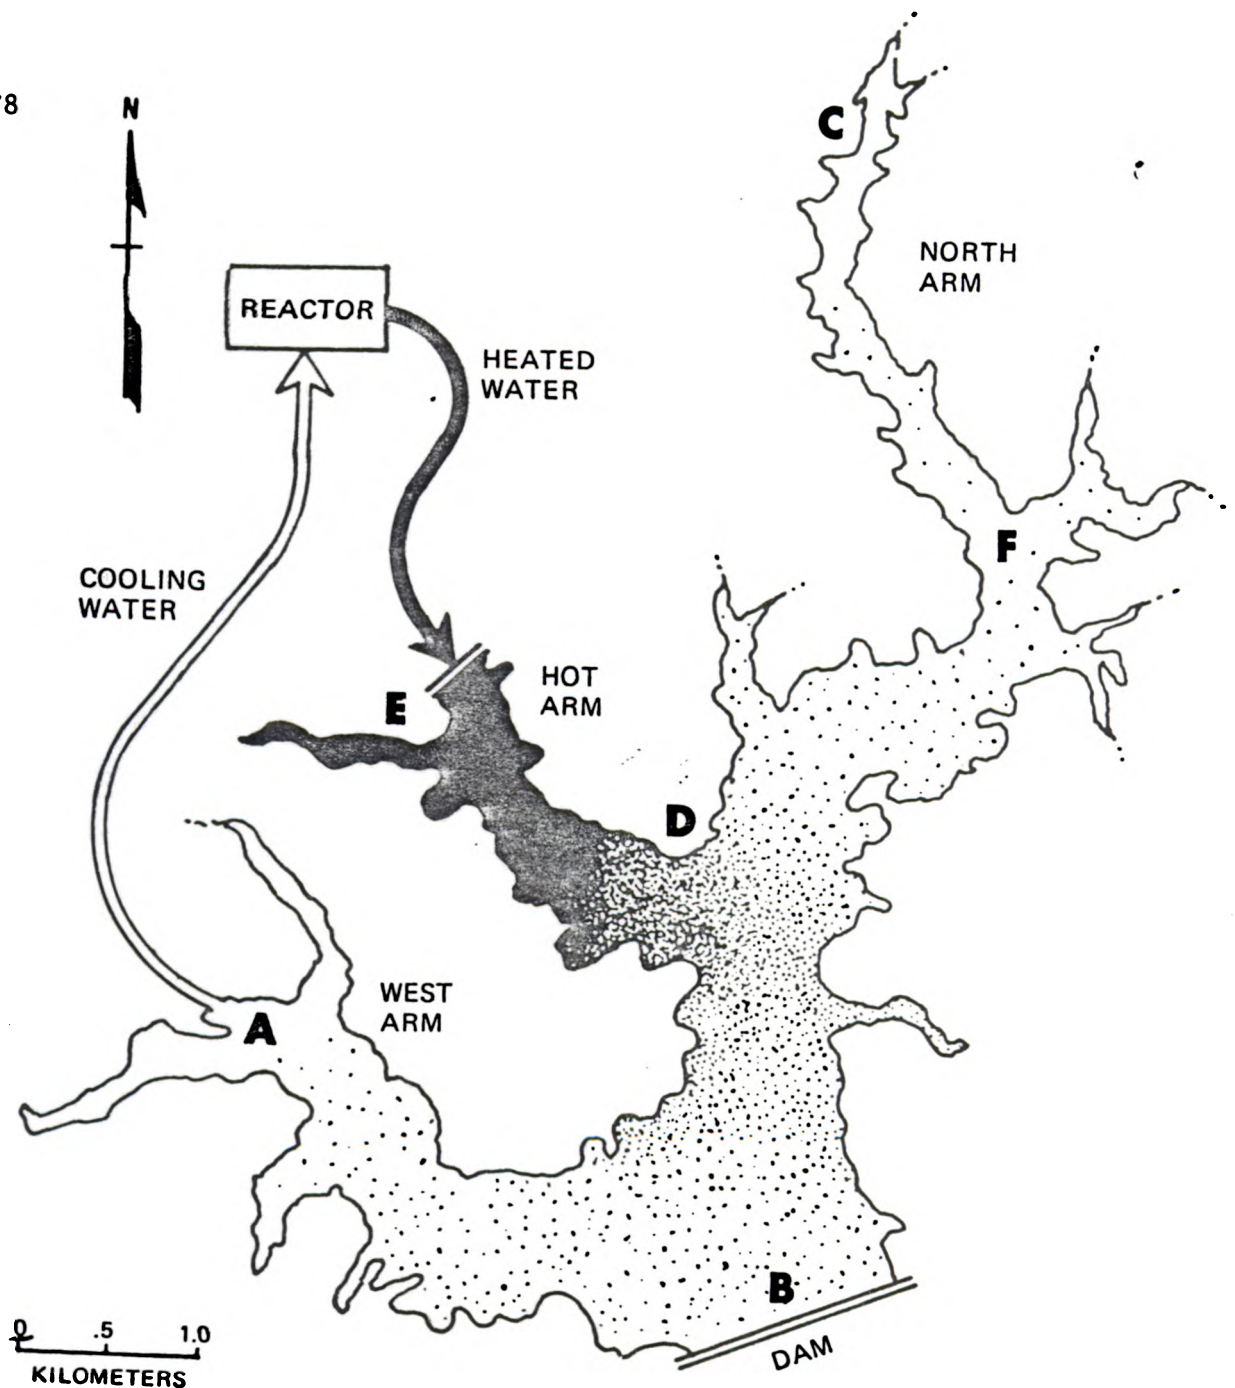 78
N
C
NORTH
ARM
REACTOR
HEATED
WATER
F
COOLING
WATER
HOT
ARM
E
D
WEST
ARM
A
B
0 .5 1.0
KILOMETERS
DAM